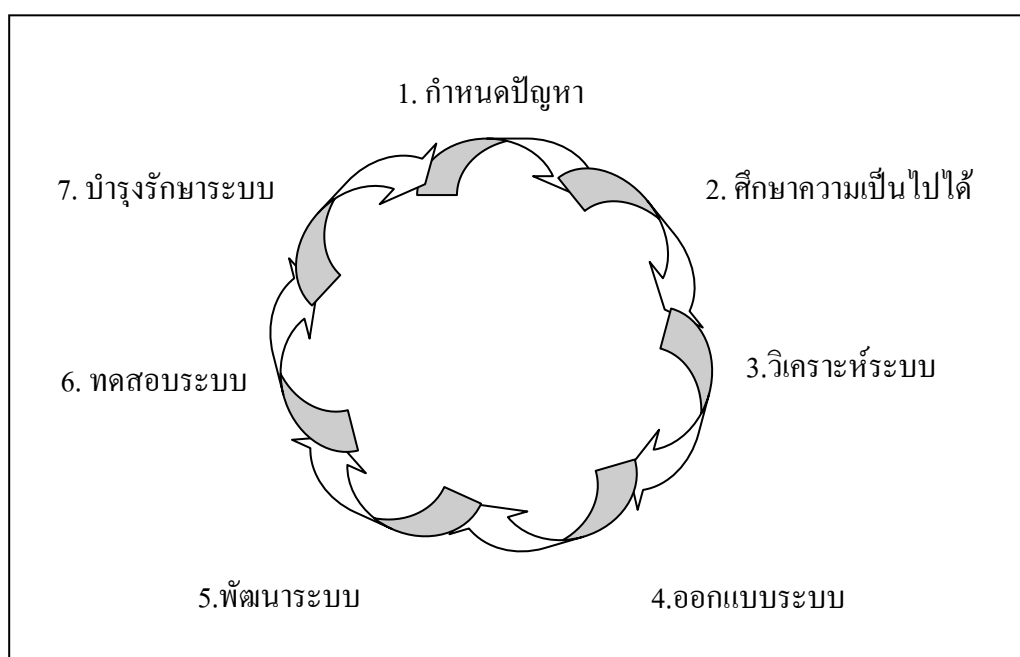 1. กำหนดปัญหา
2. ศึกษาความเป็นไปได้
3.วิเคราะห์ระบบ
4.ออกแบบระบบ
5.พัฒนาระบบ
6. ทดสอบระบบ
7. บำรุงรักษาระบบ